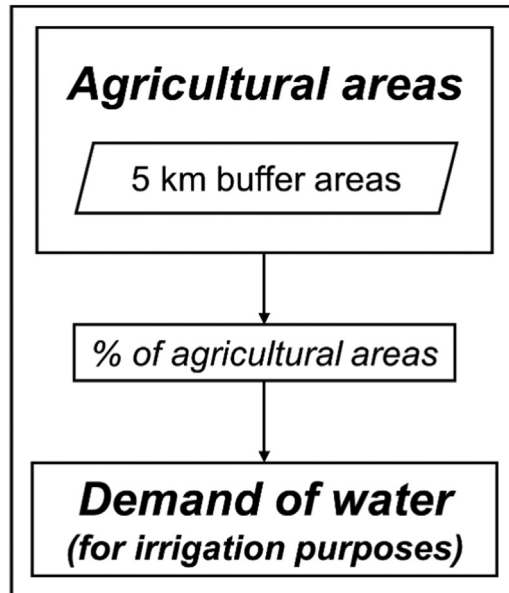 Agricultural areas
5 km buffer areas
% of agricultural areas
Demand of water
(for irrigation purposes)